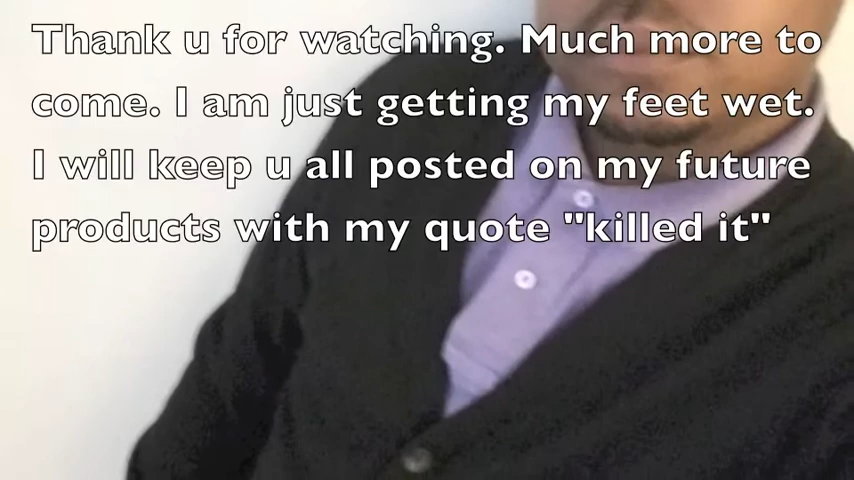 Thank u for watching. Much more to
come. I am just getting my feet wet.
I will keep u all posted on my future
products with my quote "killed it"